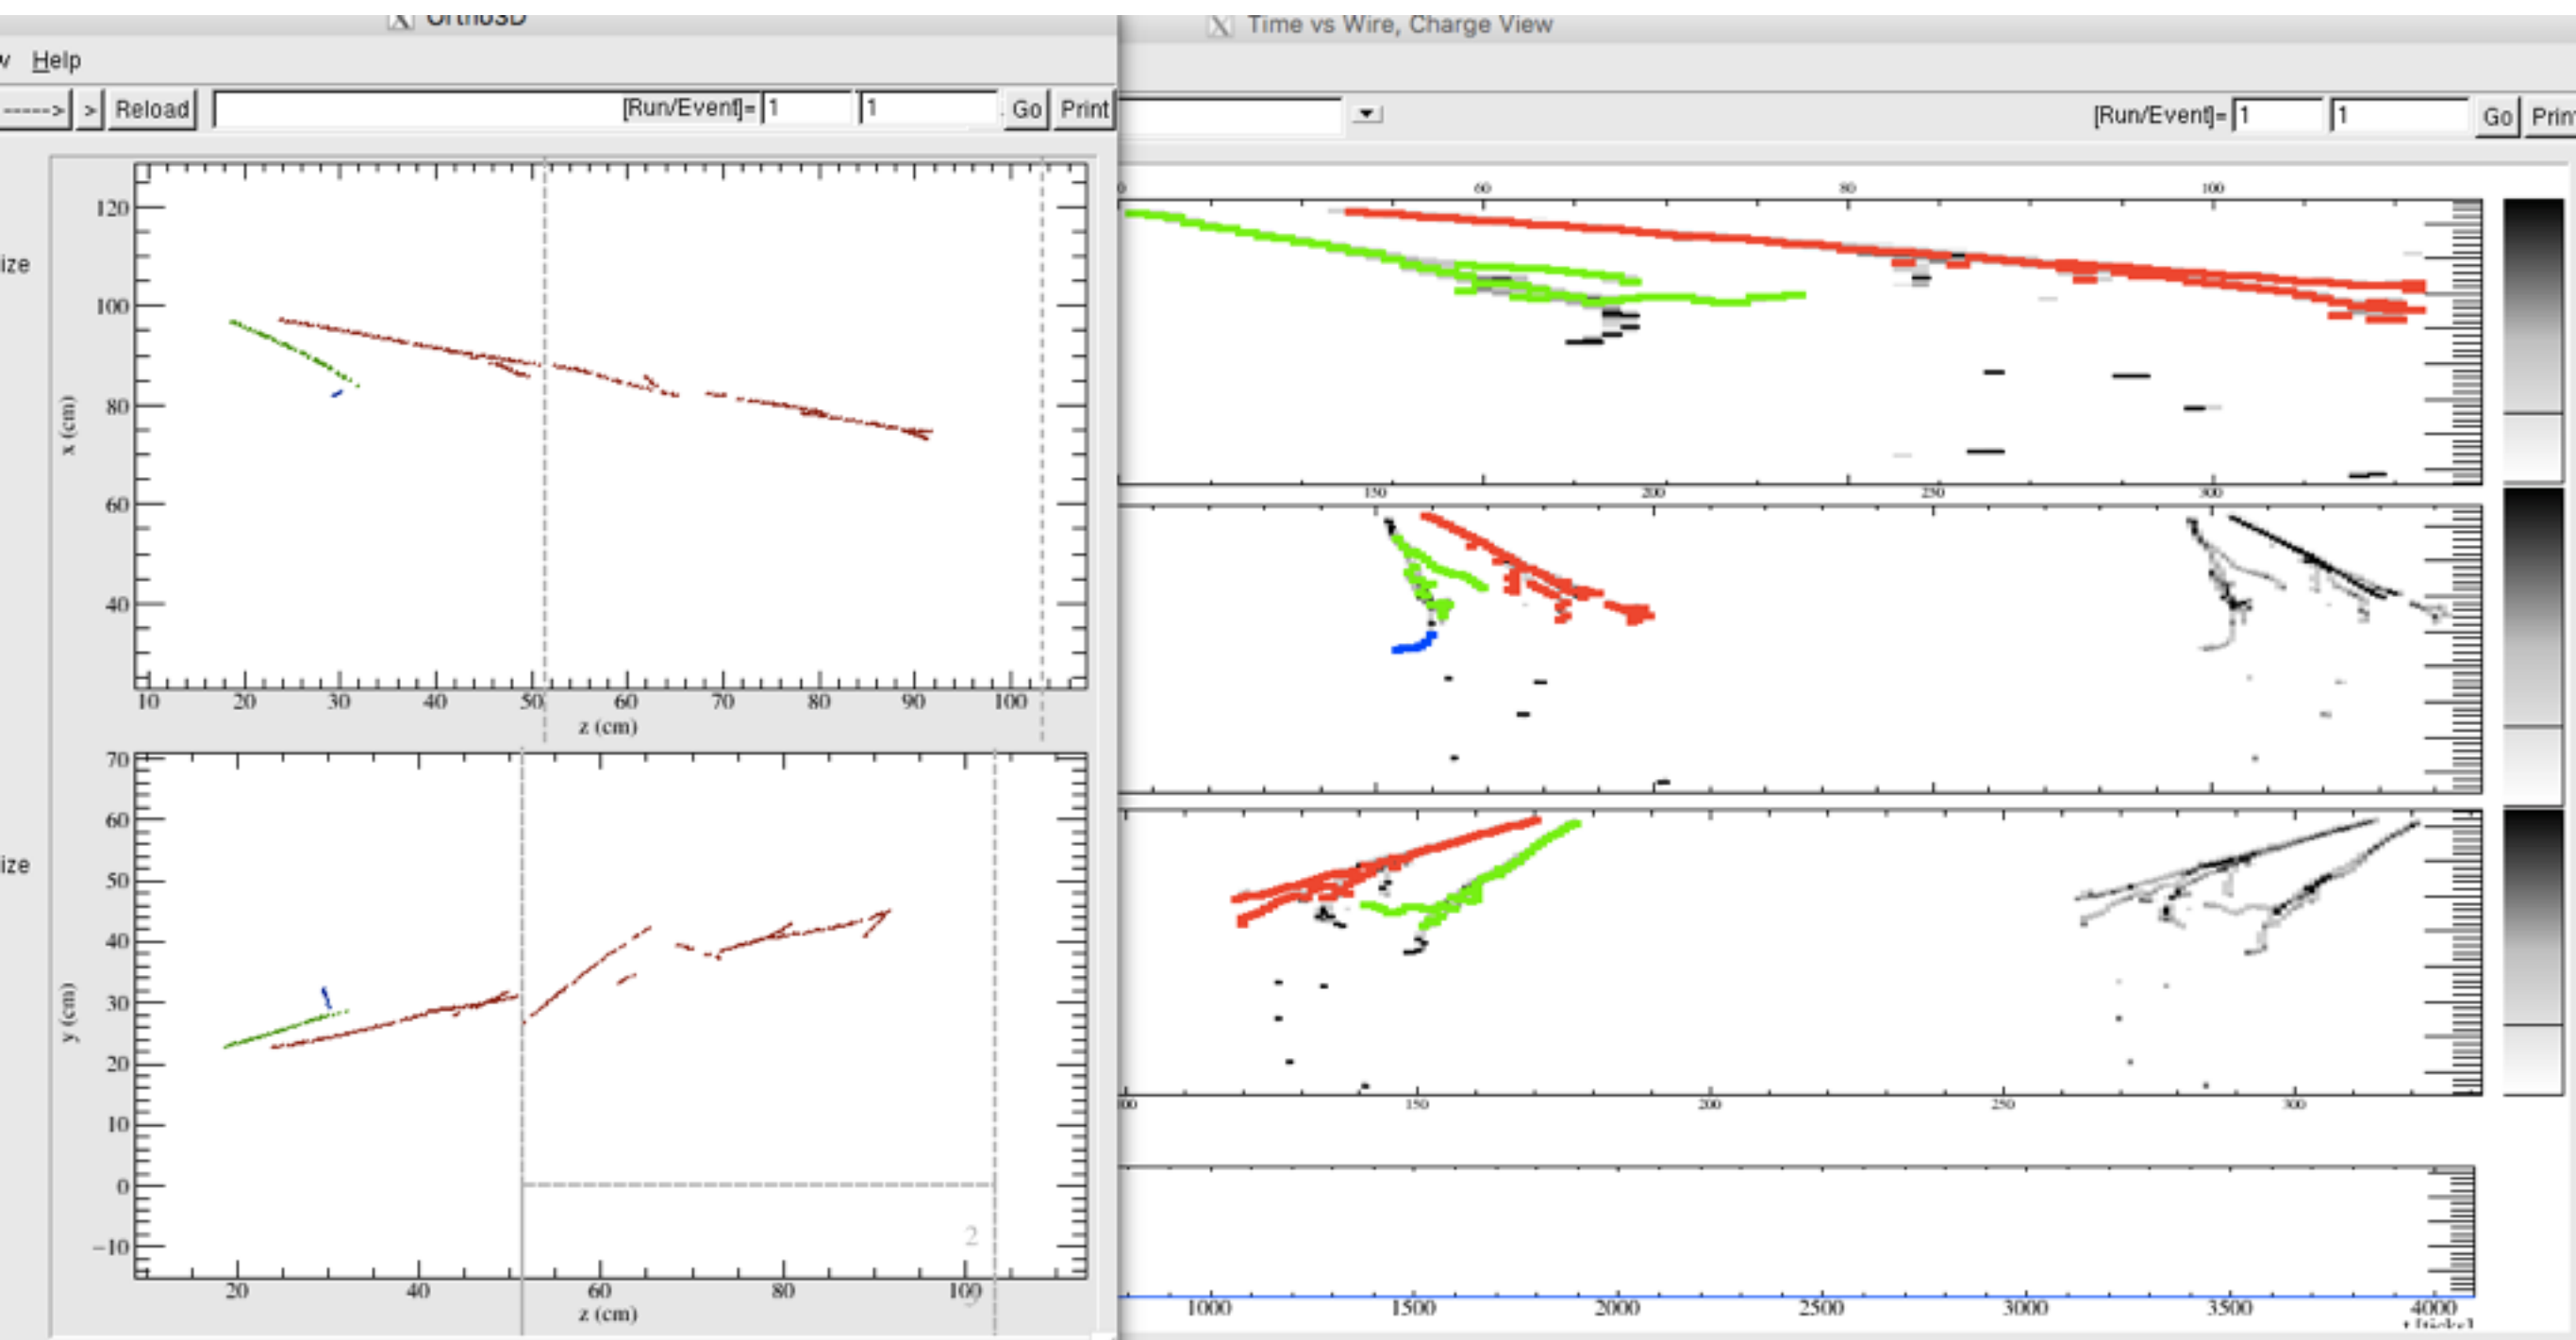 Ortho3D
Time vs Wire, Charge View
Help
-----> > Reload [Run/Event]= 1 1 Go Print
[Run/Event]= 1 1 Go Prin
ize
120
100
80
60
40
x (cm)
10 20 30 40 50 60 70 80 90 100
z (cm)
70
60
50
40
30
20
10
0
−10
y (cm)
2
20 40 60 80 100
z (cm)
ize
60 80 100
150 200 250 300
150 200 250 300
1000 1500 2000 2500 3000 3500 4000